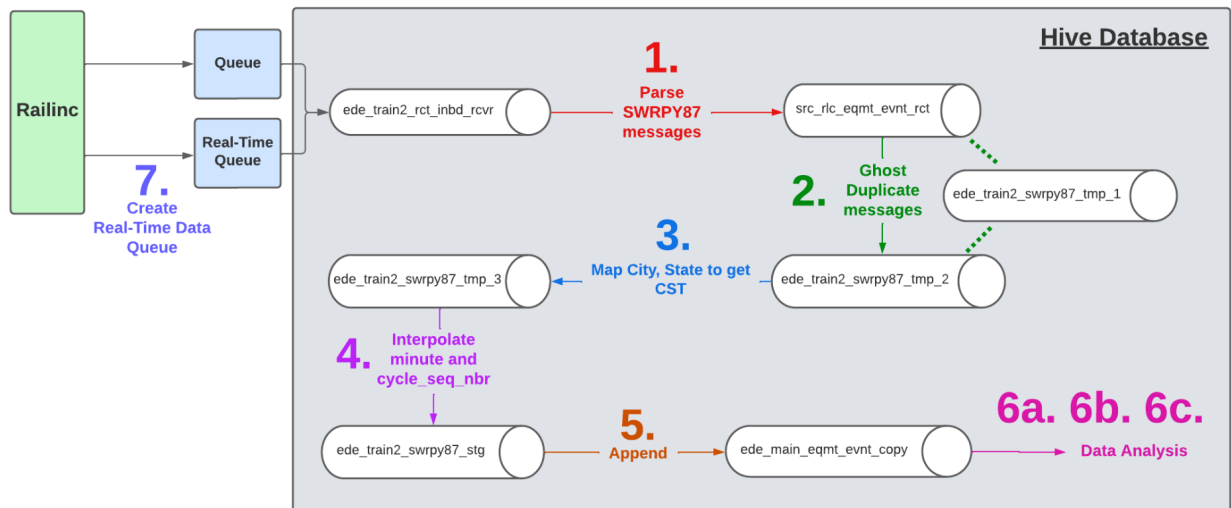 Hive Database
Railinc
Queue
Real-Time
Queue
7.
Create
Real-Time Data
Queue
ede_train2_rct_inbd_rcvr
1.
Parse
SWRPY87
messages
src_rlc_eqmt_evnt_rct
2.
Ghost
Duplicate
messages
ede_train2_swrpy87_tmp_1
ede_train2_swrpy87_tmp_2
3.
Map City, State to get
CST
ede_train2_swrpy87_tmp_3
4.
Interpolate
minute and
cycle_seq_nbr
ede_train2_swrpy87_stg
5.
Append
ede_main_eqmt_evnt_copy
6a. 6b. 6c.
Data Analysis